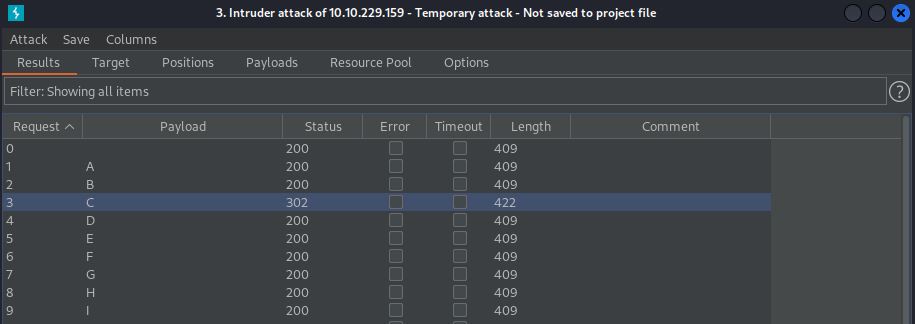 3. Intruder attack of 10.10.229.159 - Temporary attack - Not saved to project file
Attack Save Columns
Results Target Positions Payloads Resource Pool Options
Filter: Showing all items ?
Request Payload Status Error Timeout Length Comment
0 200 409
1 A 200 409
2 B 200 409
3 C 302 422
4 D 200 409
5 E 200 409
6 F 200 409
7 G 200 409
8 H 200 409
9 I 200 409